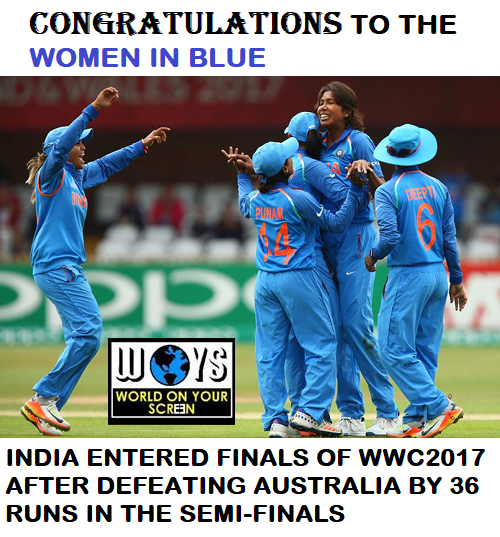 CONGRATULATIONS TO THE
WOMEN IN BLUE
PUNAM
14
DEEPTI
6
OPPO
WOYS
WORLD ON YOUR
SCREEN
INDIA ENTERED FINALS OF WWC2017
AFTER DEFEATING AUSTRALIA BY 36
RUNS IN THE SEMI-FINALS